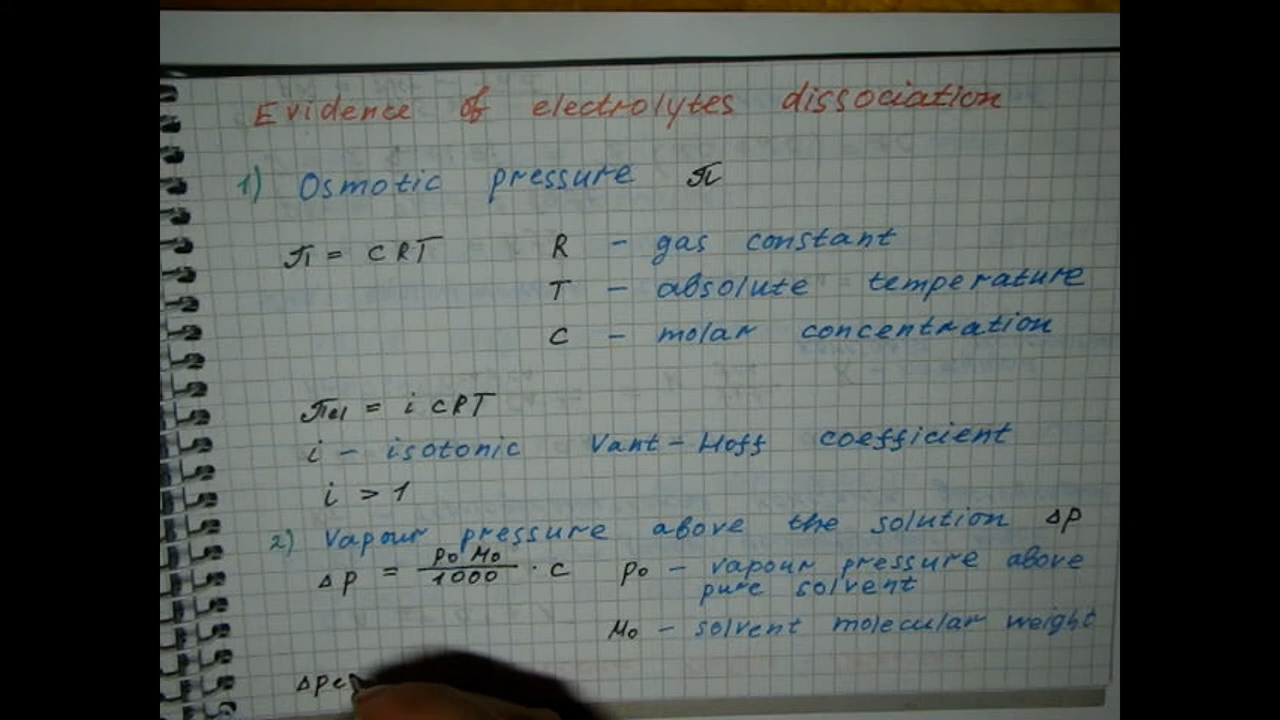 Evidence of electrolytes dissociation
1) Osmotic pressure π
π = cRT R - gas constant
T - absolute temperature
C - molar concentration
πel = i cRT
i - isotonic Vant-Hoff coefficient
i > 1
2) Vapour pressure above the solution ΔP
ΔP = P0 M0 / 1000 · C P0 - vapour pressure above
pure solvent
M0 - solvent molecular weight
ΔPe